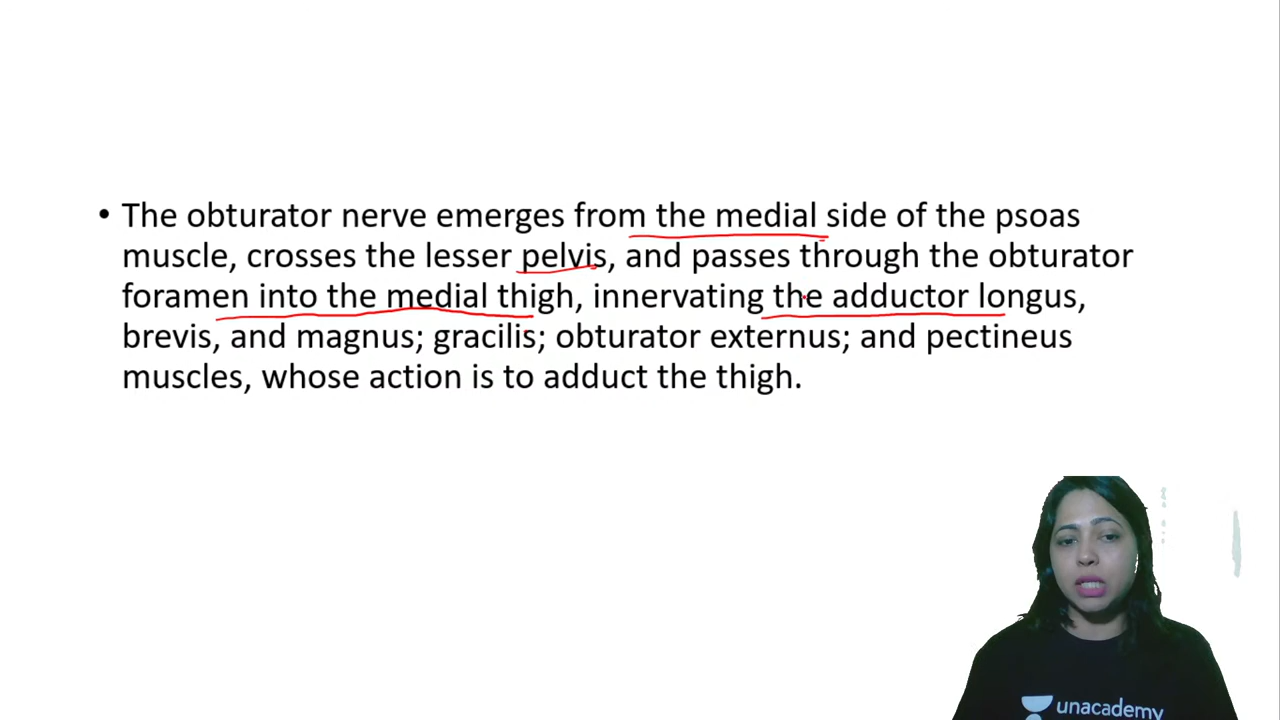 • The obturator nerve emerges from the medial side of the psoas
muscle, crosses the lesser pelvis, and passes through the obturator
foramen into the medial thigh, innervating the adductor longus,
brevis, and magnus; gracilis; obturator externus; and pectineus
muscles, whose action is to adduct the thigh.
unacademy